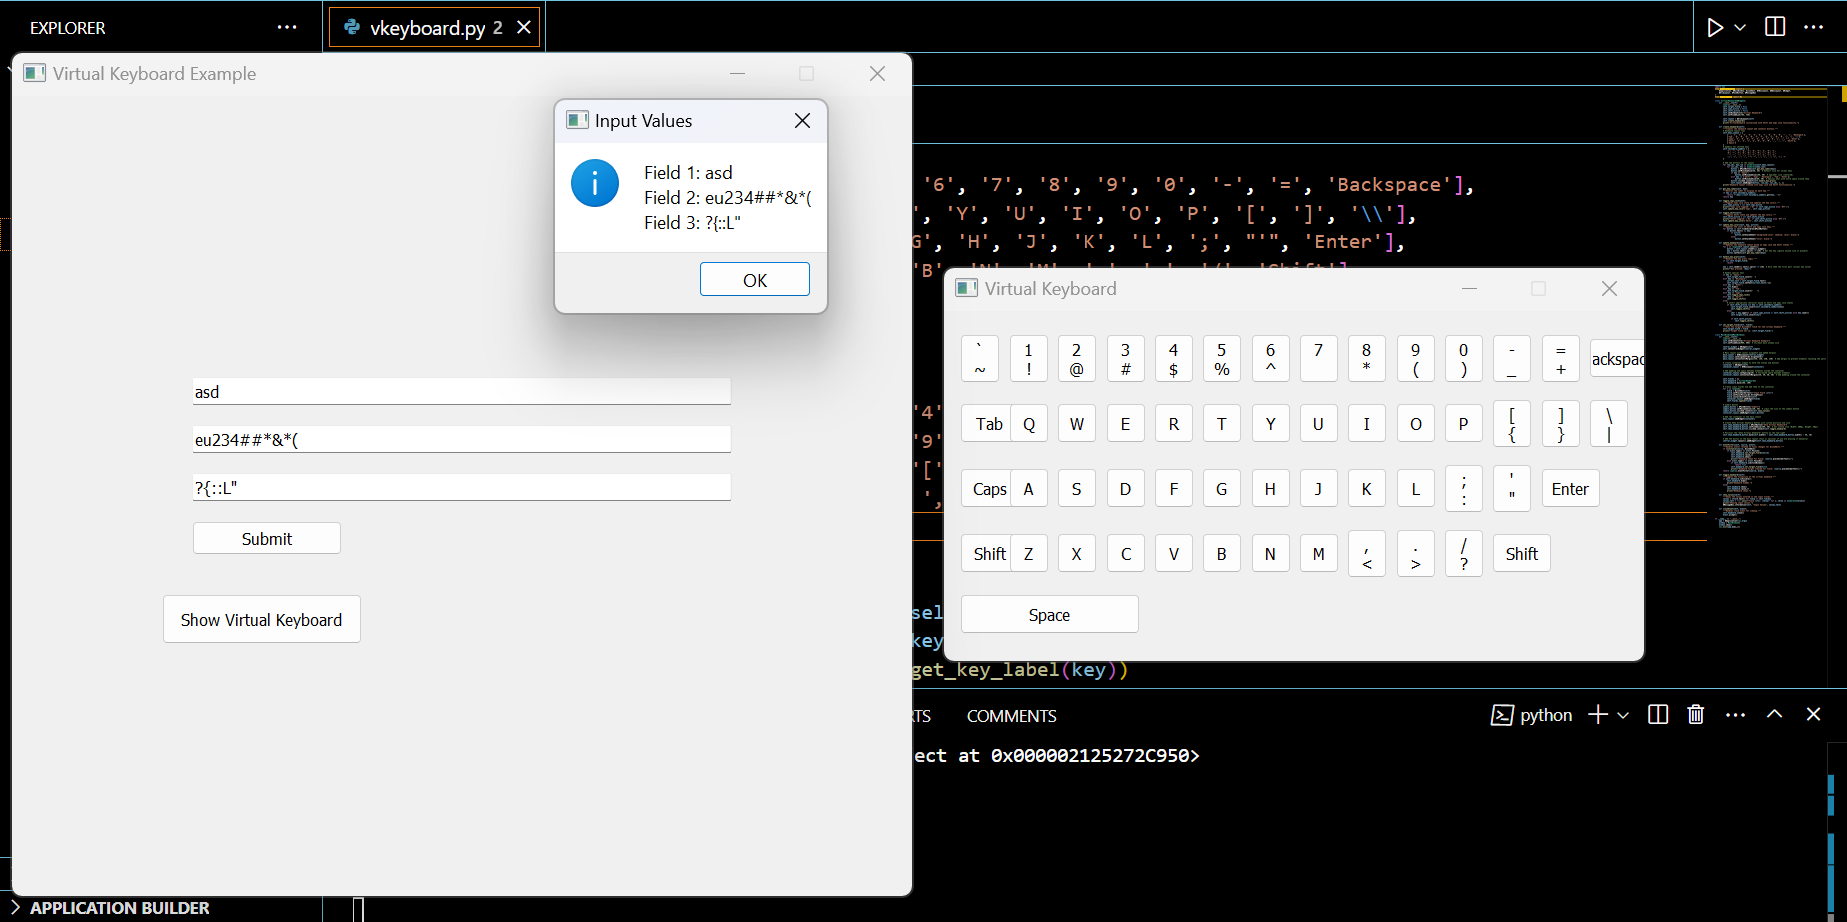 EXPLORER
vkeyboard.py 2
Virtual Keyboard Example
Input Values
Field 1: asd
Field 2: eu234##*&*(
Field 3: ?{::L"
OK
asd
eu234##*&*(
?{::L"
Submit
Show Virtual Keyboard
'6', '7', '8', '9', '0', '-', '=', 'Backspace'],
', 'Y', 'U', 'I', 'O', 'P', '[', ']', '\\'],
G', 'H', 'J', 'K', 'L', ';', "'", 'Enter'],
'4'
'9'
'['
',
sel
key
get_key_label(key))
Virtual Keyboard
` 1 2 3 4 5 6 7 8 9 0 - = ackspac
~ ! @ # $ % ^ * ( ) _ +
Tab Q W E R T Y U I O P [ ] \
{ } |
Caps A S D F G H J K L ; ' Enter
: "
Shift Z X C V B N M , . / Shift
< > ?
Space
RTS COMMENTS
python
ect at 0x000002125272C950>
APPLICATION BUILDER